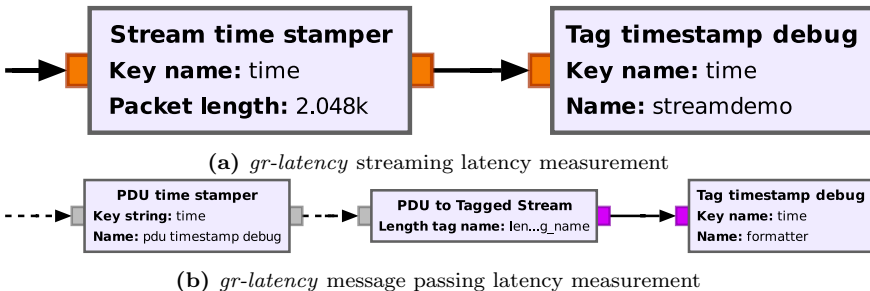 Stream time stamper
Key name: time
Packet length: 2.048k
Tag timestamp debug
Key name: time
Name: streamdemo
(a) gr-latency streaming latency measurement
PDU time stamper
Key string: time
Name: pdu timestamp debug
PDU to Tagged Stream
Length tag name: len...g_name
Tag timestamp debug
Key name: time
Name: formatter
(b) gr-latency message passing latency measurement